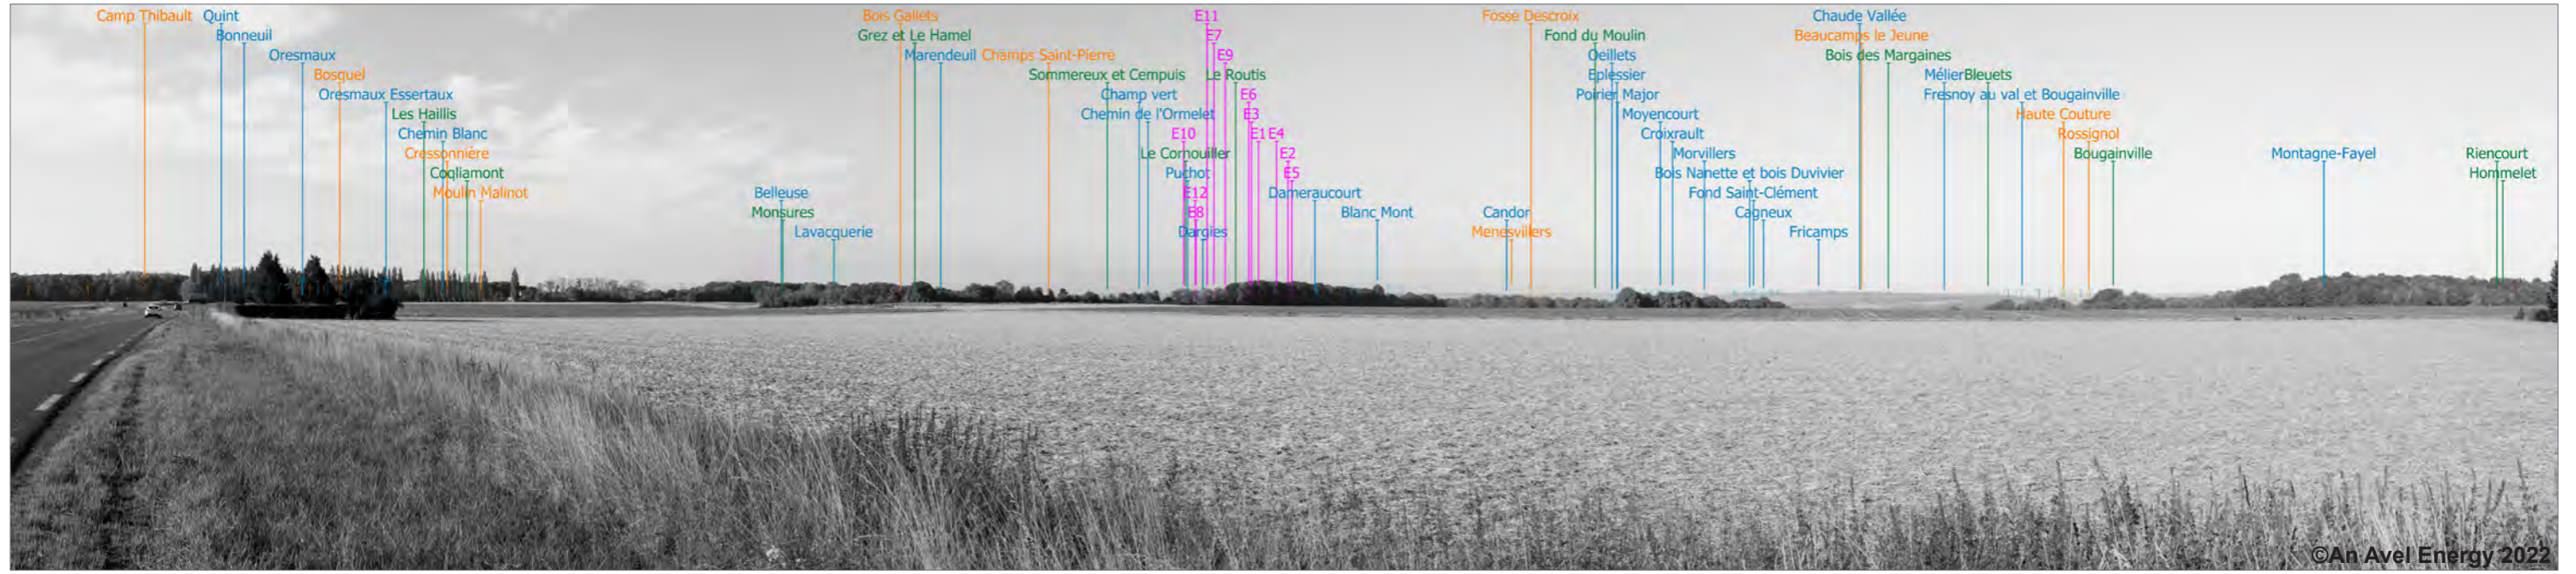 Camp Thibault Quint Bois Gallets E11 Fosse Descroix Chaude Vallée
Bonneuil Grez et Le Hamel E7 Fond du Moulin Beaucamps le Jeune
Oresmaux Marendeuil Champs Saint-Pierre E9 Oeillets Bois des Margaines
Bosquel Sommereux et Cempuis Le Routis Eplessier Mélier Bleuets
Oresmaux Essertaux Champ vert E6 Poirier Major Fresnoy au val et Bougainville
Les Haillis Chemin de l'Ormelet E3 Moyencourt Haute Couture
Chemin Blanc E10 E1 E4 Croixrault Rossignol
Cressonnière Le Cornouiller E2 Morvillers Bougainville Montagne-Fayel Riencourt
Coqliamont Puchot E5 Bois Nanette et bois Duvivier Hommelet
Moulin Malinot Belleuse E12 Dameraucourt Fond Saint-Clément
Monsures E8 Blanc Mont Candor Cagneux
Lavacquerie Dargies Menesvillers Fricamps
©An Avel Energy 2022